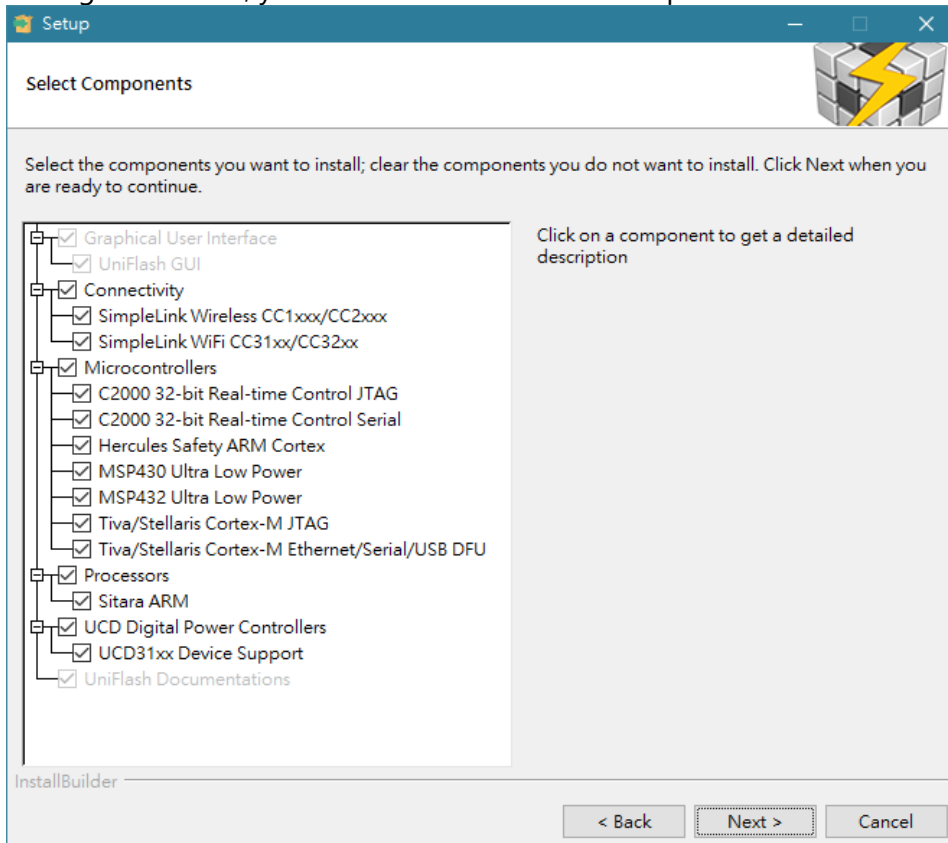 Setup
Select Components
Select the components you want to install; clear the components you do not want to install. Click Next when you
are ready to continue.
Graphical User Interface
UniFlash GUI
Connectivity
SimpleLink Wireless CC1xxx/CC2xxx
SimpleLink WiFi CC31xx/CC32xx
Microcontrollers
C2000 32-bit Real-time Control JTAG
C2000 32-bit Real-time Control Serial
Hercules Safety ARM Cortex
MSP430 Ultra Low Power
MSP432 Ultra Low Power
Tiva/Stellaris Cortex-M JTAG
Tiva/Stellaris Cortex-M Ethernet/Serial/USB DFU
Processors
Sitara ARM
UCD Digital Power Controllers
UCD31xx Device Support
UniFlash Documentations
Click on a component to get a detailed
description
InstallBuilder
< Back
Next >
Cancel